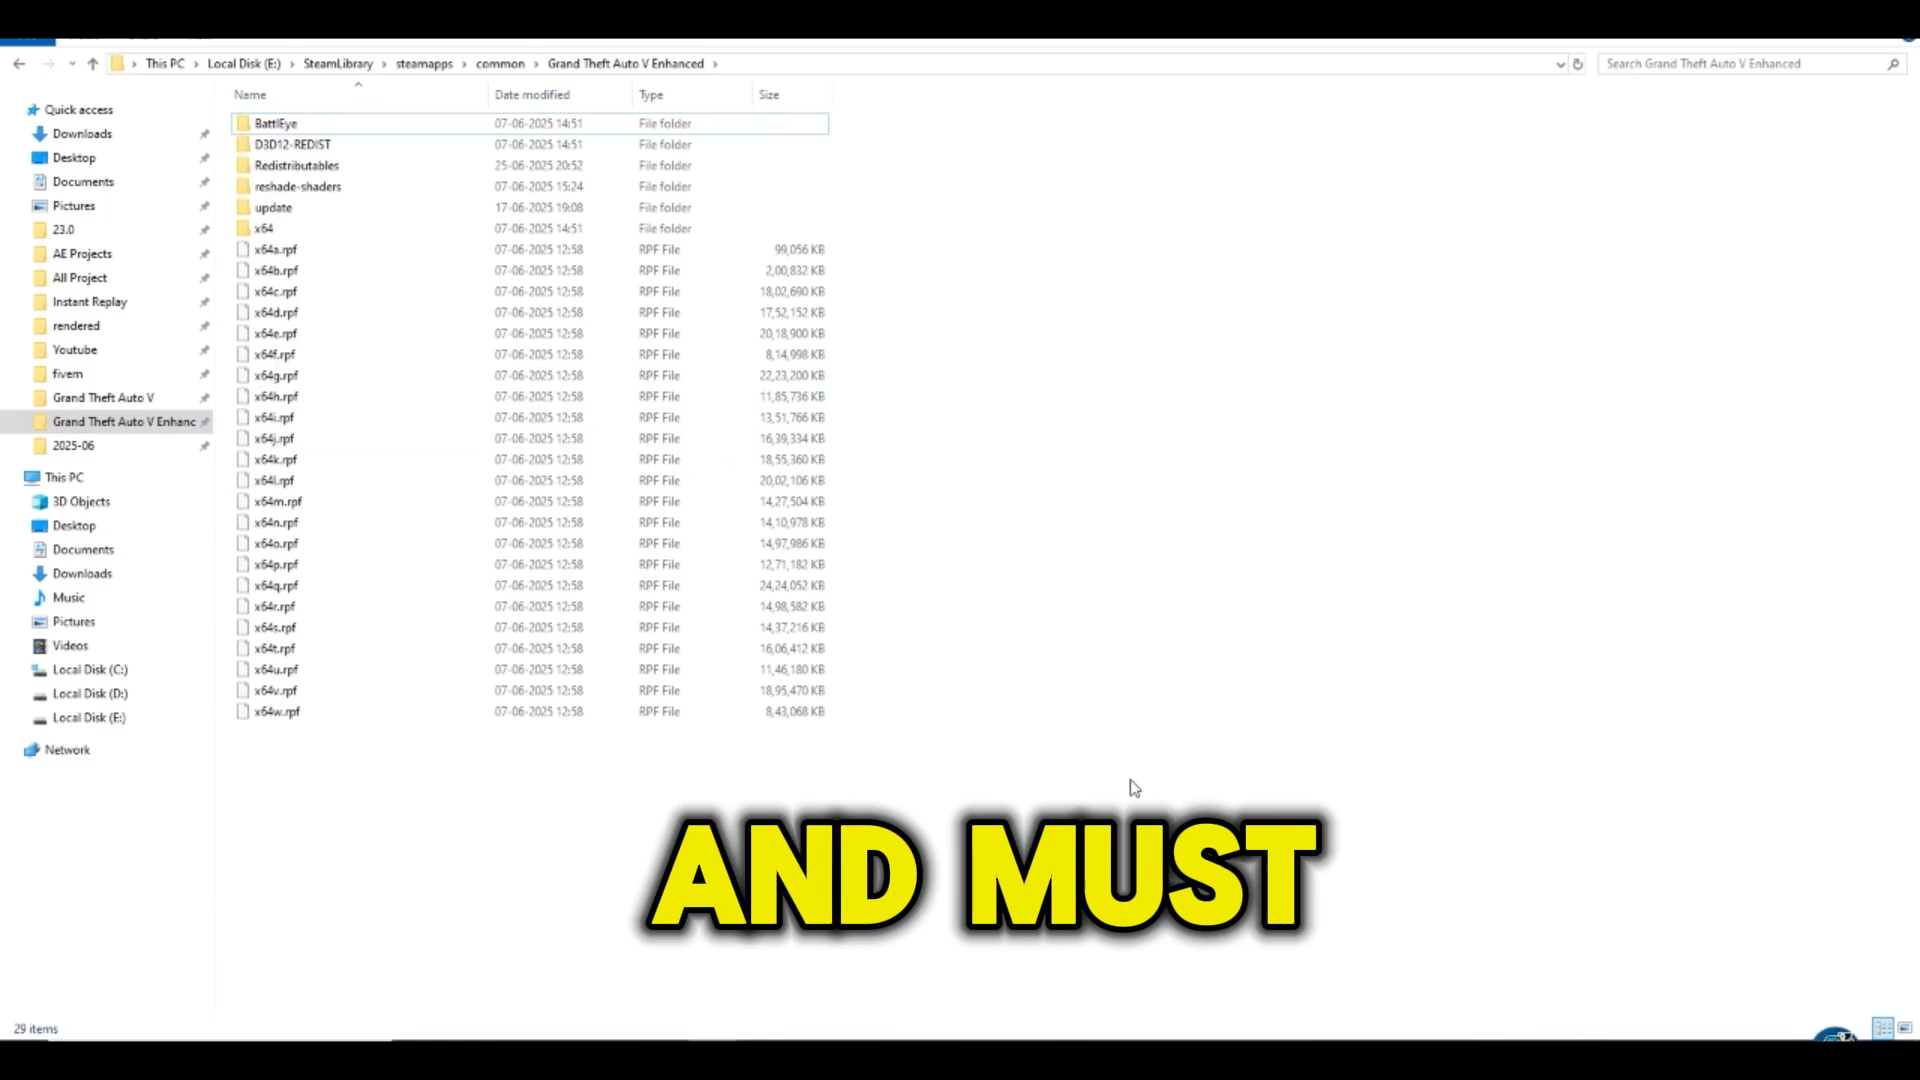 This PC > Local Disk (E:) > SteamLibrary > steamapps > common > Grand Theft Auto V Enhanced >
Search Grand Theft Auto V Enhanced
Quick access
Downloads
Desktop
Documents
Pictures
23.0
AE Projects
All Project
Instant Replay
rendered
Youtube
fivem
Grand Theft Auto V
Grand Theft Auto V Enhanc
2025-06
This PC
3D Objects
Desktop
Documents
Downloads
Music
Pictures
Videos
Local Disk (C:)
Local Disk (D:)
Local Disk (E:)
Network
Name Date modified Type Size
BattlEye 07-06-2025 14:51 File folder
D3D12-REDIST 07-06-2025 14:51 File folder
Redistributables 25-06-2025 20:52 File folder
reshade-shaders 07-06-2025 15:24 File folder
update 17-06-2025 19:08 File folder
x64 07-06-2025 14:51 File folder
x64a.rpf 07-06-2025 12:58 RPF File 99,056 KB
x64b.rpf 07-06-2025 12:58 RPF File 2,00,832 KB
x64c.rpf 07-06-2025 12:58 RPF File 18,02,690 KB
x64d.rpf 07-06-2025 12:58 RPF File 17,52,152 KB
x64e.rpf 07-06-2025 12:58 RPF File 20,18,900 KB
x64f.rpf 07-06-2025 12:58 RPF File 8,14,998 KB
x64g.rpf 07-06-2025 12:58 RPF File 22,23,200 KB
x64h.rpf 07-06-2025 12:58 RPF File 11,85,736 KB
x64i.rpf 07-06-2025 12:58 RPF File 13,51,766 KB
x64j.rpf 07-06-2025 12:58 RPF File 16,39,334 KB
x64k.rpf 07-06-2025 12:58 RPF File 18,55,360 KB
x64l.rpf 07-06-2025 12:58 RPF File 20,02,106 KB
x64m.rpf 07-06-2025 12:58 RPF File 14,27,504 KB
x64n.rpf 07-06-2025 12:58 RPF File 14,10,978 KB
x64o.rpf 07-06-2025 12:58 RPF File 14,97,986 KB
x64p.rpf 07-06-2025 12:58 RPF File 12,71,182 KB
x64q.rpf 07-06-2025 12:58 RPF File 24,24,052 KB
x64r.rpf 07-06-2025 12:58 RPF File 14,98,582 KB
x64s.rpf 07-06-2025 12:58 RPF File 14,37,216 KB
x64t.rpf 07-06-2025 12:58 RPF File 16,06,412 KB
x64u.rpf 07-06-2025 12:58 RPF File 11,46,180 KB
x64v.rpf 07-06-2025 12:58 RPF File 18,95,470 KB
x64w.rpf 07-06-2025 12:58 RPF File 8,43,068 KB
AND MUST
29 items